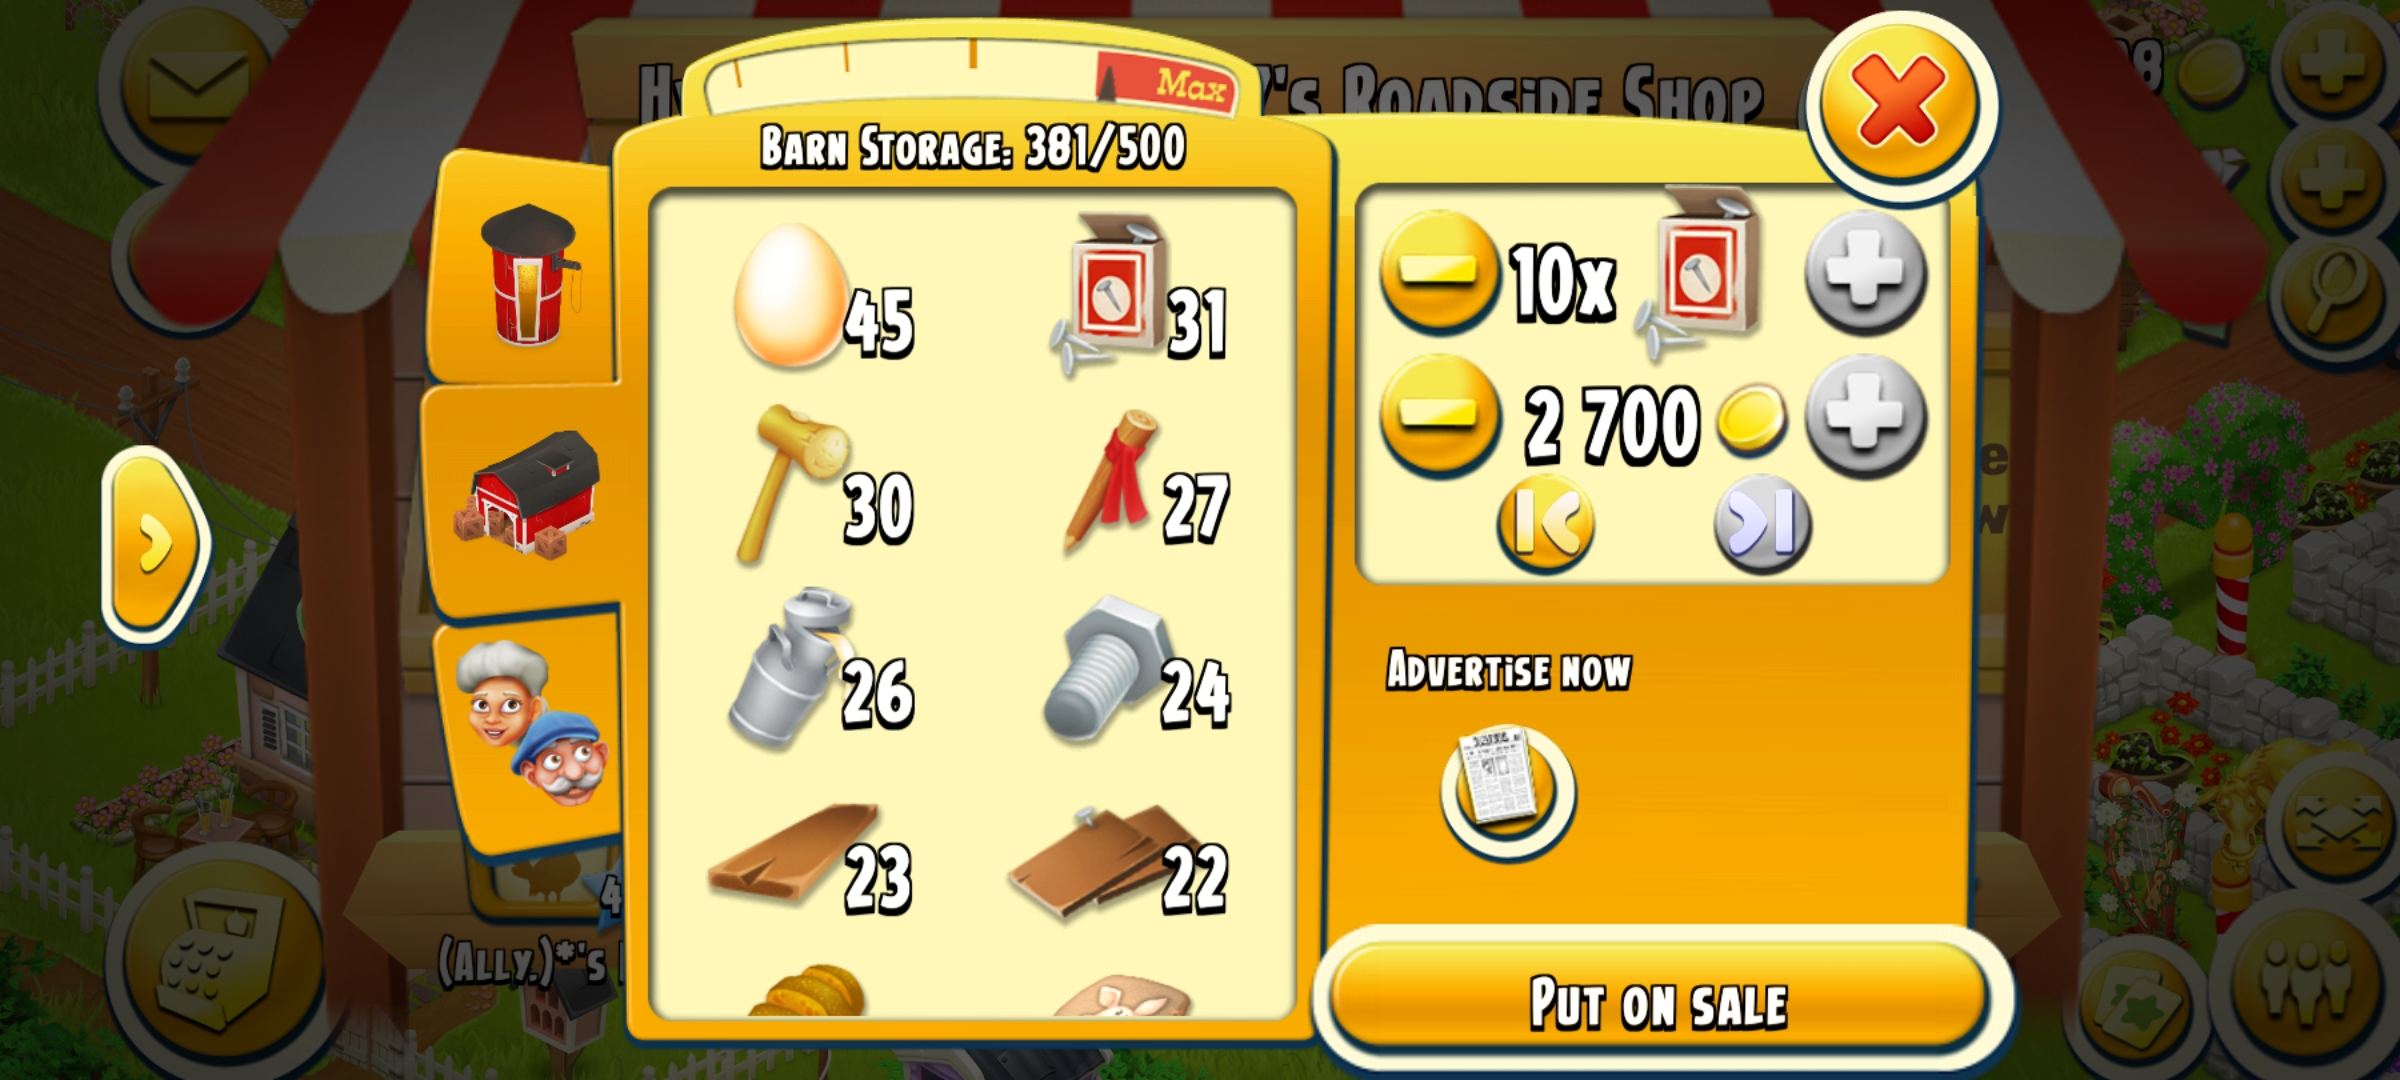 Max
's Roadside Shop
Barn Storage: 381/500
45
31
30
27
26
24
23
22
10x
2 700
Advertise now
Put on sale
(Ally.)*'s